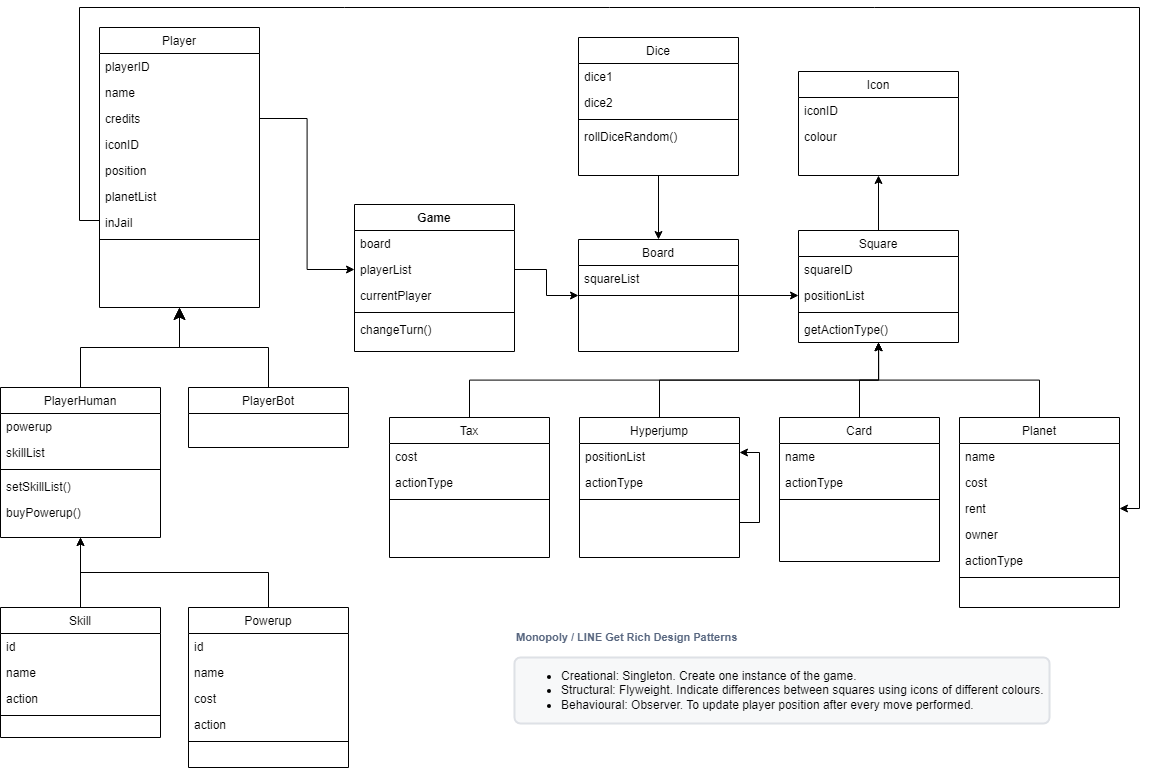 Player
playerID
name
credits
iconID
position
planetList
inJail
Dice
dice1
dice2
rollDiceRandom()
Icon
iconID
colour
Game
board
playerList
currentPlayer
changeTurn()
Board
squareList
Square
squareID
positionList
getActionType()
PlayerHuman
powerup
skillList
setSkillList()
buyPowerup()
PlayerBot
Tax
cost
actionType
Hyperjump
positionList
actionType
Card
name
actionType
Planet
name
cost
rent
owner
actionType
Skill
id
name
action
Powerup
id
name
cost
action
Monopoly / LINE Get Rich Design Patterns
• Creational: Singleton. Create one instance of the game.
• Structural: Flyweight. Indicate differences between squares using icons of different colours.
• Behavioural: Observer. To update player position after every move performed.